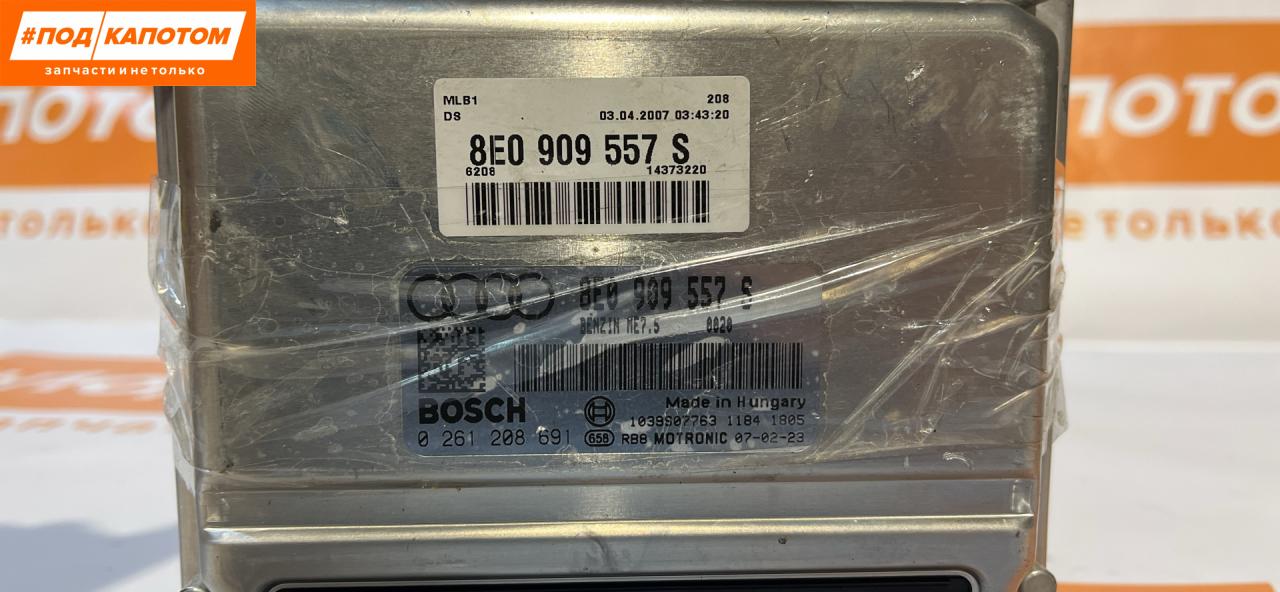 #ПОД КАПОТОМ
запчасти и не только
MLB1 208
DS 03.04.2007 03:43:20
8E0 909 557 S
6208 14373220
8E0 909 557 S
BENZIN ME7.5 0020
BOSCH
Made in Hungary
1039S07763 1184 1805
0 261 208 691 658 RBB MOTRONIC 07-02-23